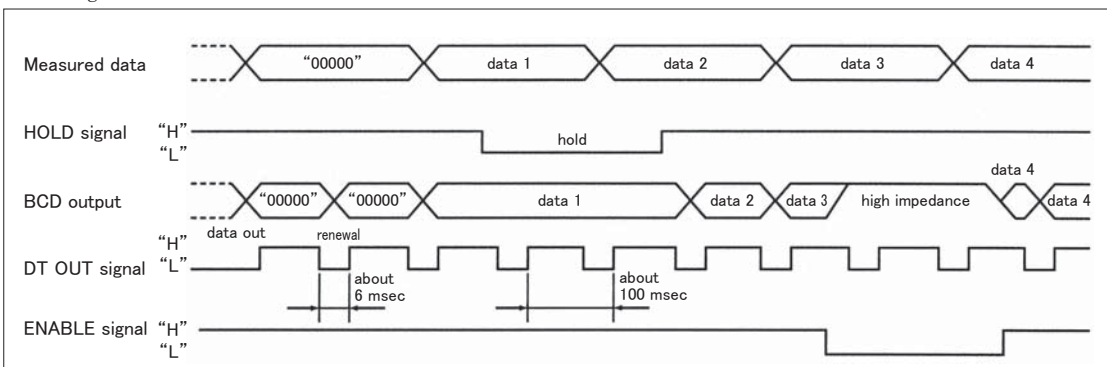 Measured data
"00000"
data 1
data 2
data 3
data 4
HOLD signal
"H"
"L"
hold
data 4
BCD output
"00000"
"00000"
data 1
data 2
data 3
high impedance
data 4
data out
renewal
DT OUT signal
"H"
"L"
about
6 msec
about
100 msec
ENABLE signal
"H"
"L"